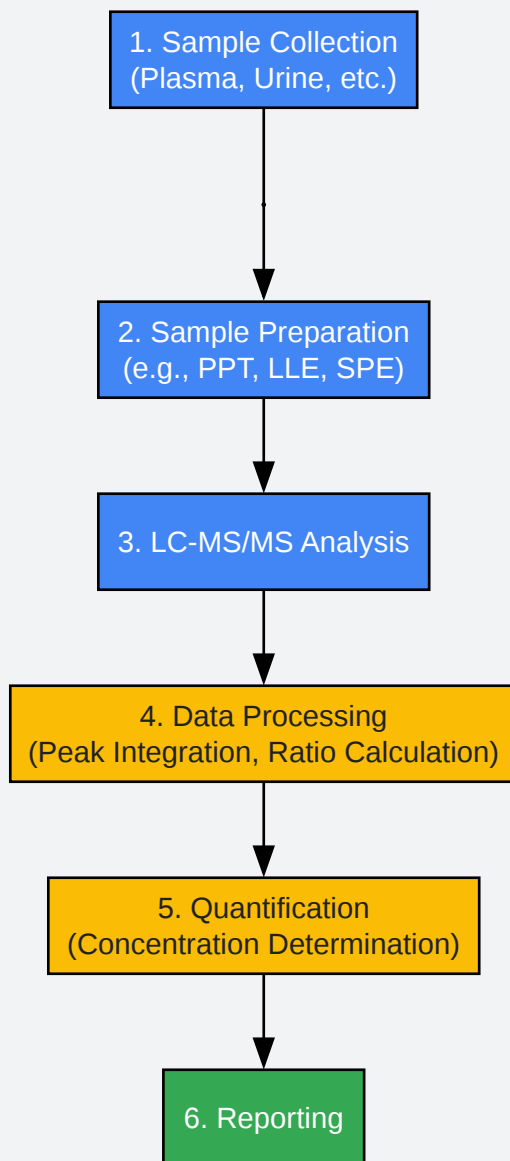 1. Sample Collection
(Plasma, Urine, etc.)
2. Sample Preparation
(e.g., PPT, LLE, SPE)
3. LC-MS/MS Analysis
4. Data Processing
(Peak Integration, Ratio Calculation)
5. Quantification
(Concentration Determination)
6. Reporting